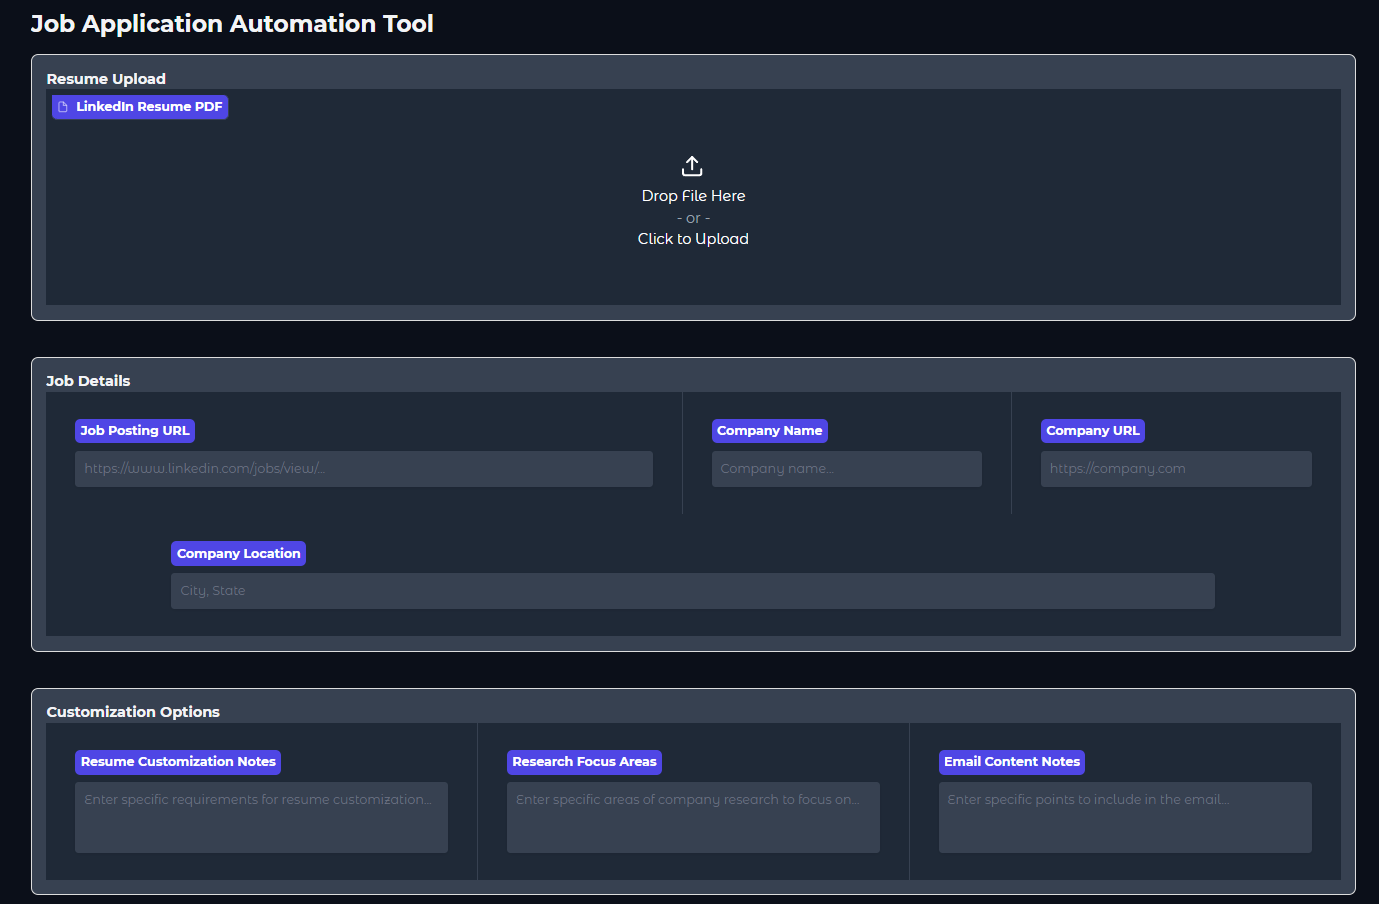 Job Application Automation Tool
Resume Upload
LinkedIn Resume PDF
Drop File Here
- or -
Click to Upload
Job Details
Job Posting URL
https://www.linkedin.com/jobs/view/...
Company Name
Company name...
Company URL
https://company.com
Company Location
City, State
Customization Options
Resume Customization Notes
Enter specific requirements for resume customization...
Research Focus Areas
Enter specific areas of company research to focus on...
Email Content Notes
Enter specific points to include in the email...